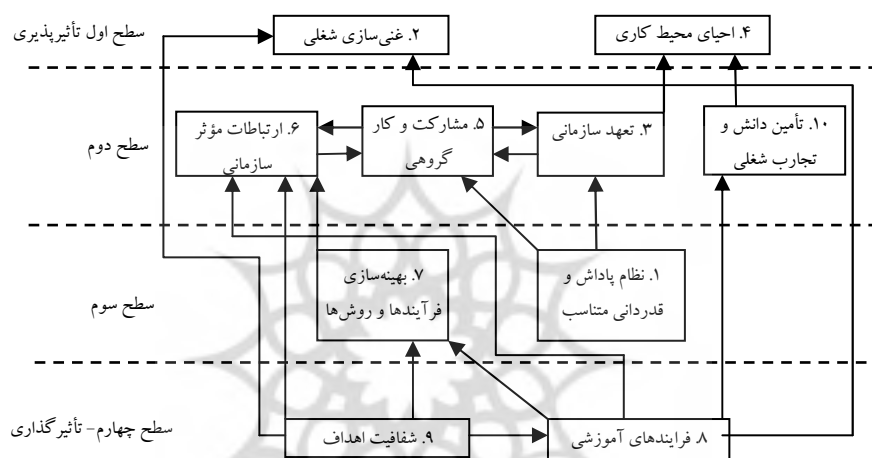 سطح اول تأثیرپذیری
۴. احیای محیط کاری
۲. غنی‌سازی شغلی
سطح دوم
۱۰. تأمین دانش و
تجارب شغلی
۳. تعهد سازمانی
۵. مشارکت و کار
گروهی
۶. ارتباطات مؤثر
سازمانی
سطح سوم
۱. نظام پاداش و
قدردانی متناسب
۷. بهینه‌سازی
فرآیندها و روش‌ها
سطح چهارم- تأثیرگذاری
۸. فرایندهای آموزشی
۹. شفافیت اهداف